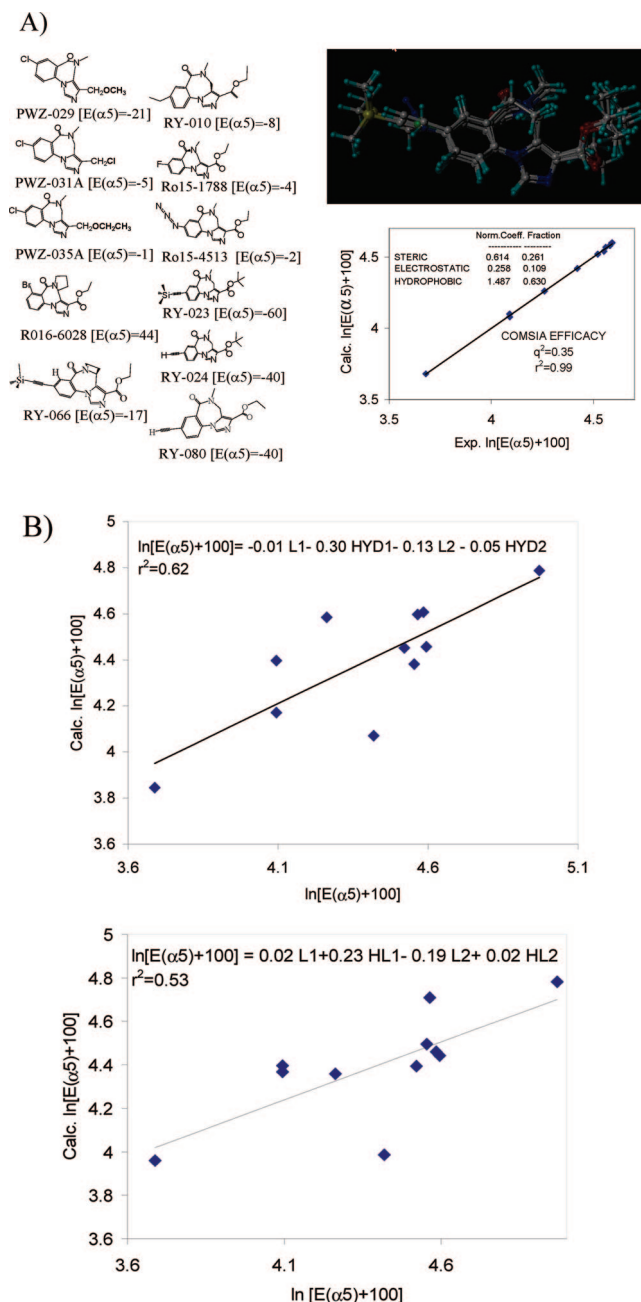 A)
PWZ-029 [E(α5)=-21]
RY-010 [E(α5)=-8]
PWZ-031A [E(α5)=-5]
Ro15-1788 [E(α5)=-4]
PWZ-035A [E(α5)=-1]
Ro15-4513 [E(α5)=-2]
R016-6028 [E(α5)=44]
RY-023 [E(α5)=-60]
RY-024 [E(α5)=-40]
RY-066 [E(α5)=-17]
RY-080 [E(α5)=-40]
Norm.Coeff. Fraction
----------- ---------
STERIC 0.614 0.261
ELECTROSTATIC 0.258 0.109
HYDROPHOBIC 1.487 0.630
COMSIA EFFICACY
q²=0.35
r²=0.99
Calc. ln[E(α5)+100]
4.5
4
3.5
3.5 4 4.5
Exp. ln[E(α5)+100]
B)
ln[E(α5)+100]= -0.01 L1- 0.30 HYD1- 0.13 L2 - 0.05 HYD2
r²=0.62
Calc. ln[E(α5)+100]
5
4.8
4.6
4.4
4.2
4
3.8
3.6
3.6 4.1 4.6 5.1
ln[E(α5)+100]
ln[E(α5)+100] = 0.02 L1+0.23 HL1- 0.19 L2+ 0.02 HL2
r²=0.53
Calc. ln[E(α5)+100]
5
4.8
4.6
4.4
4.2
4
3.8
3.6
3.6 4.1 4.6
ln [E(α5)+100]